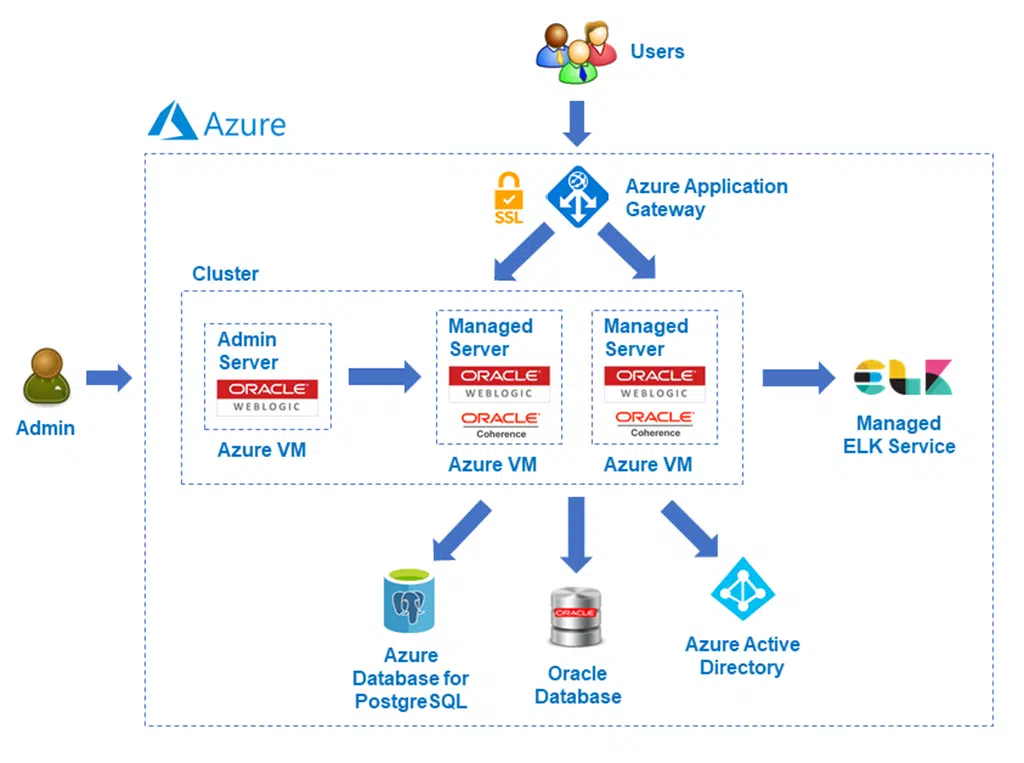 Users
Azure
SSL
Azure Application
Gateway
Cluster
Admin
Server
ORACLE
WEBLOGIC
Azure VM
Managed
Server
ORACLE
WEBLOGIC
ORACLE
Coherence
Azure VM
Managed
Server
ORACLE
WEBLOGIC
ORACLE
Coherence
Azure VM
Admin
ELK
Managed
ELK Service
Azure
Database for
PostgreSQL
ORACLE
Oracle
Database
Azure Active
Directory